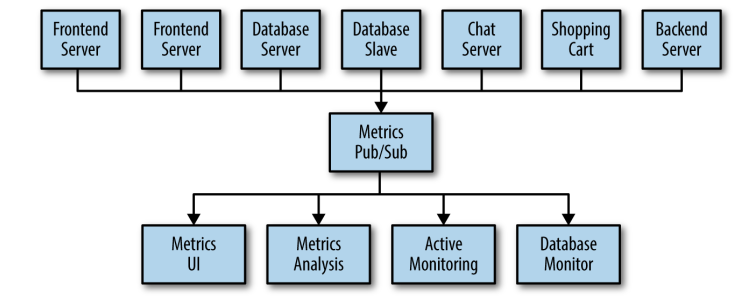 Frontend
Server
Frontend
Server
Database
Server
Database
Slave
Chat
Server
Shopping
Cart
Backend
Server
Metrics
Pub/Sub
Metrics
UI
Metrics
Analysis
Active
Monitoring
Database
Monitor